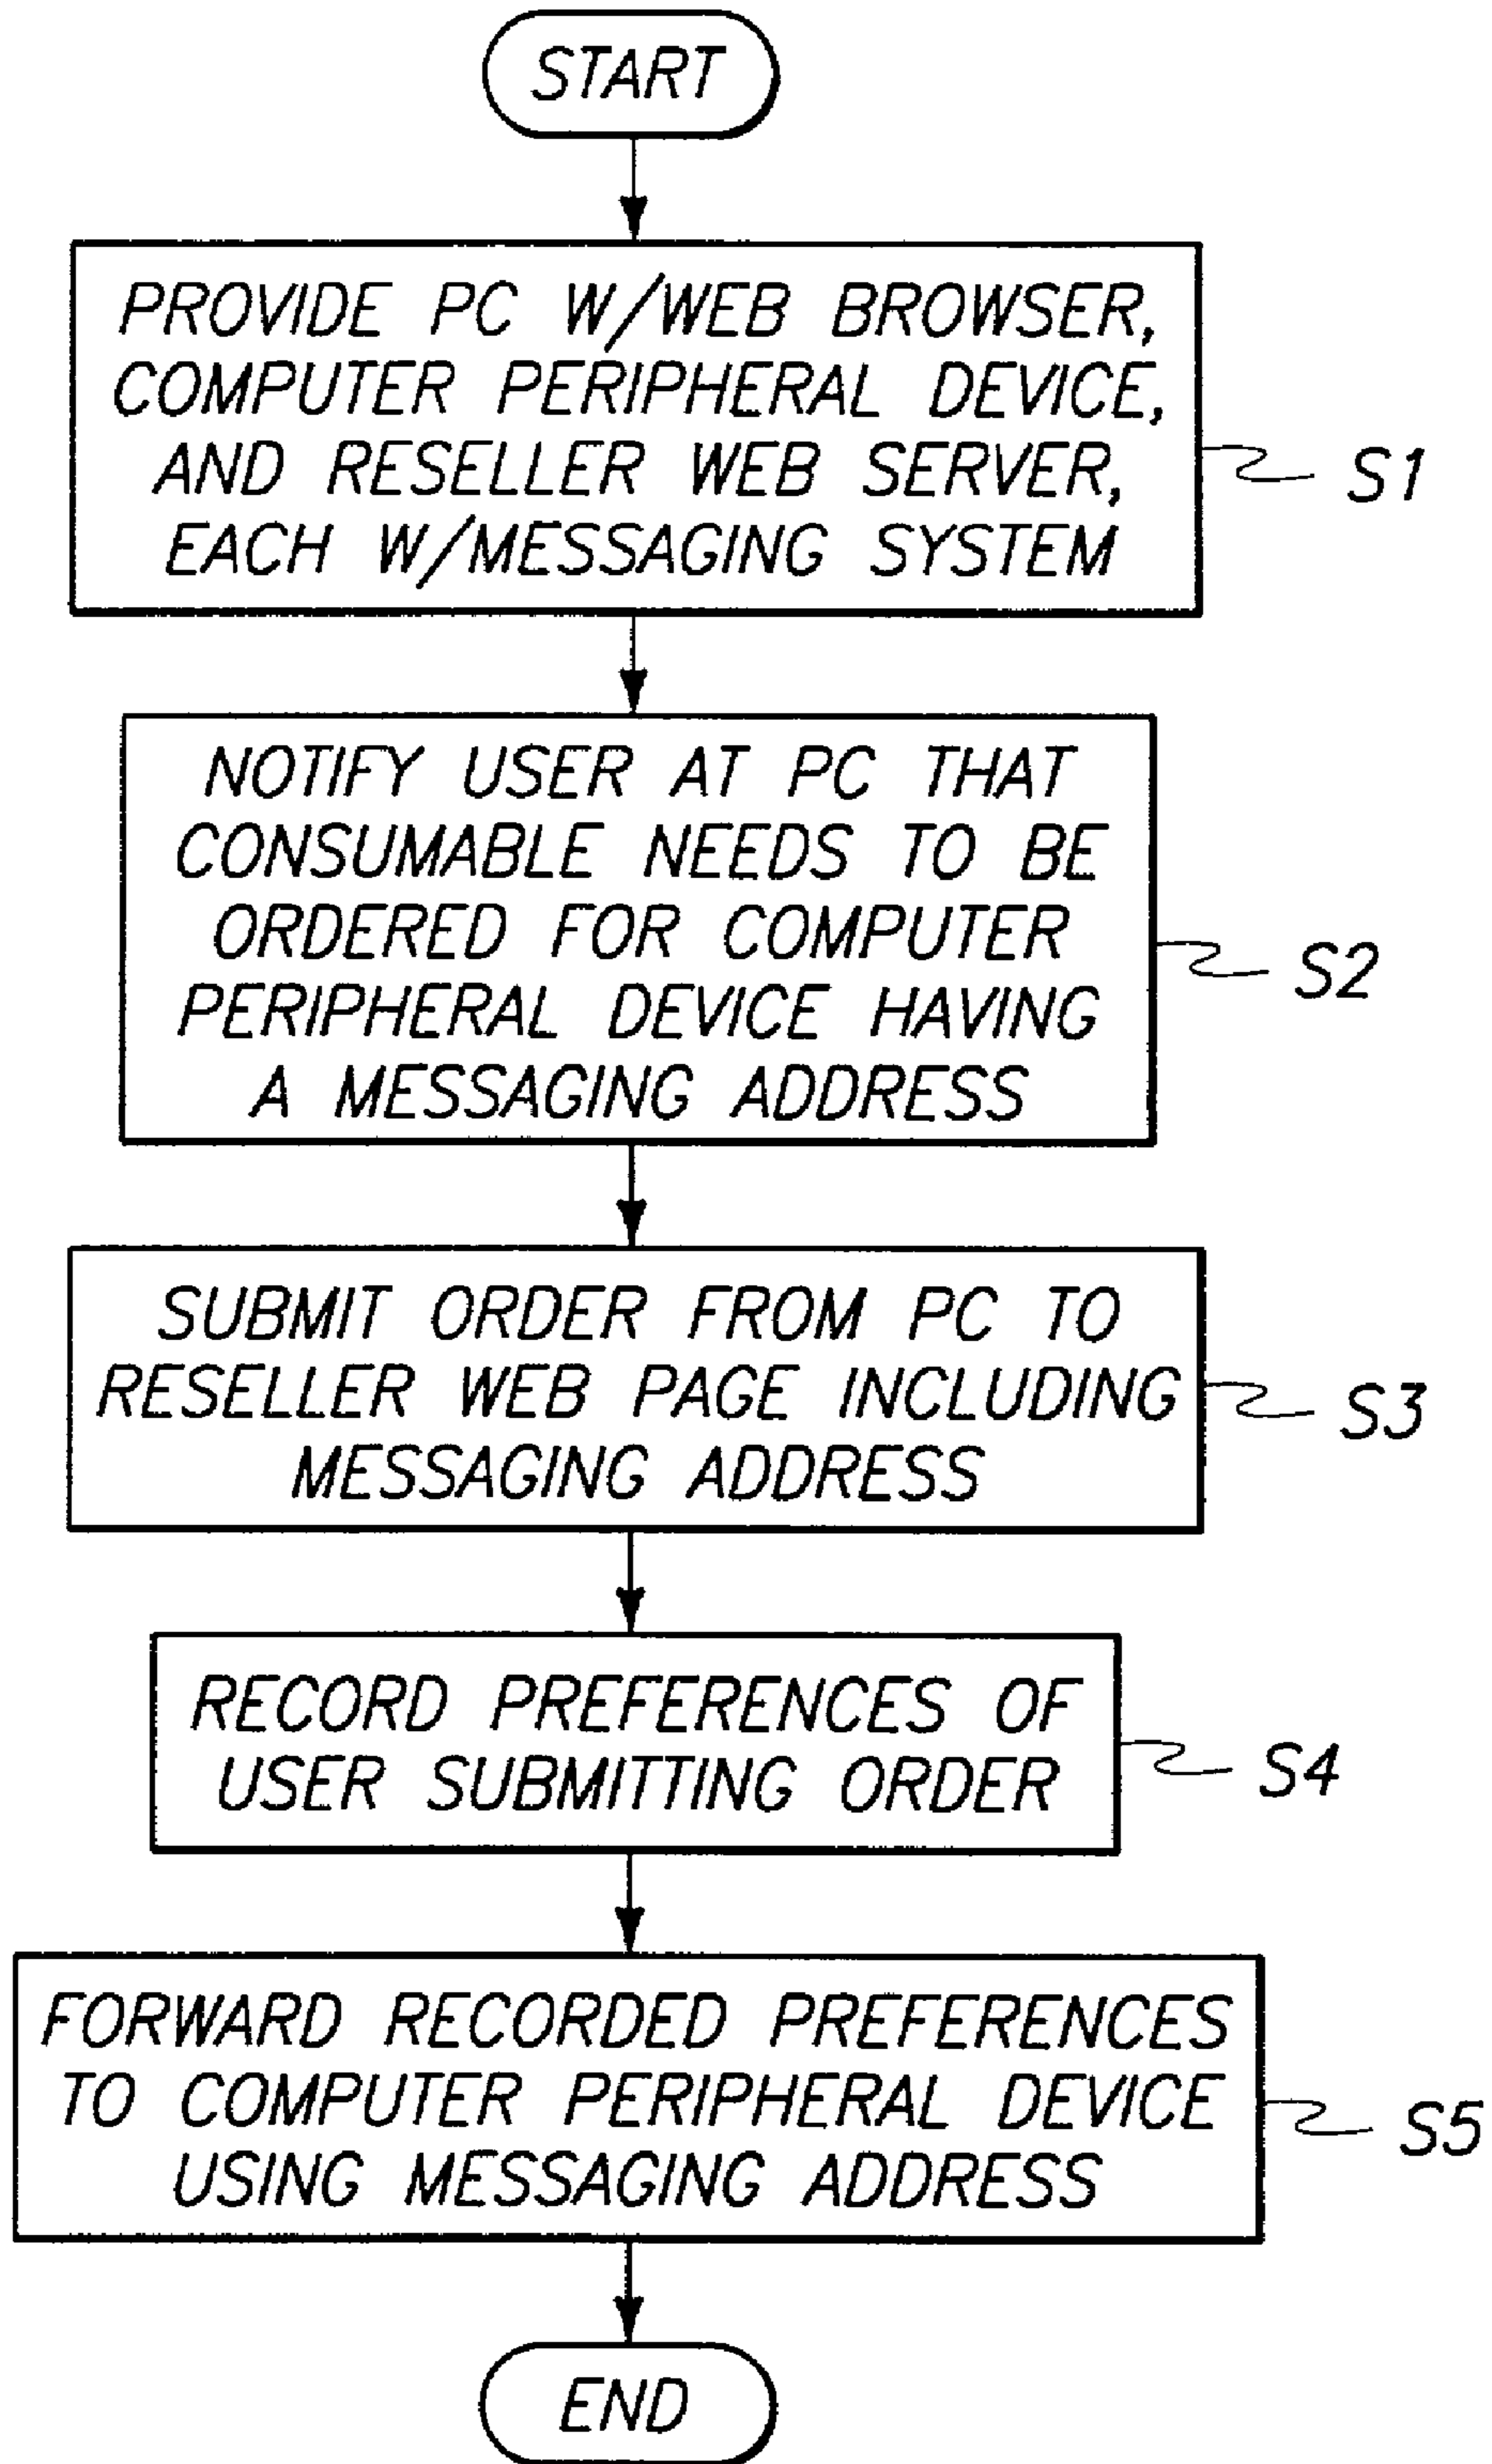 START
PROVIDE PC W/WEB BROWSER,
COMPUTER PERIPHERAL DEVICE,
AND RESELLER WEB SERVER,
EACH W/MESSAGING SYSTEM
S1
NOTIFY USER AT PC THAT
CONSUMABLE NEEDS TO BE
ORDERED FOR COMPUTER
PERIPHERAL DEVICE HAVING
A MESSAGING ADDRESS
S2
SUBMIT ORDER FROM PC TO
RESELLER WEB PAGE INCLUDING
MESSAGING ADDRESS
S3
RECORD PREFERENCES OF
USER SUBMITTING ORDER
S4
FORWARD RECORDED PREFERENCES
TO COMPUTER PERIPHERAL DEVICE
USING MESSAGING ADDRESS
S5
END